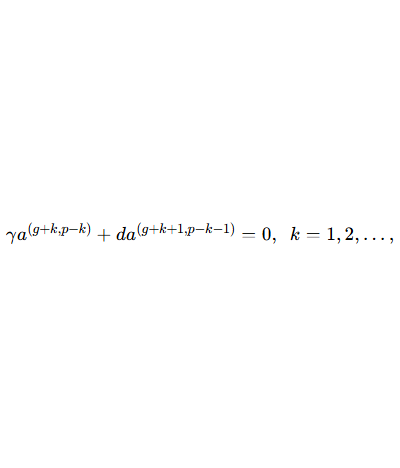 γa^{(g+k,p−k)} + da^{(g+k+1,p−k−1)} = 0,  k = 1, 2, … ,